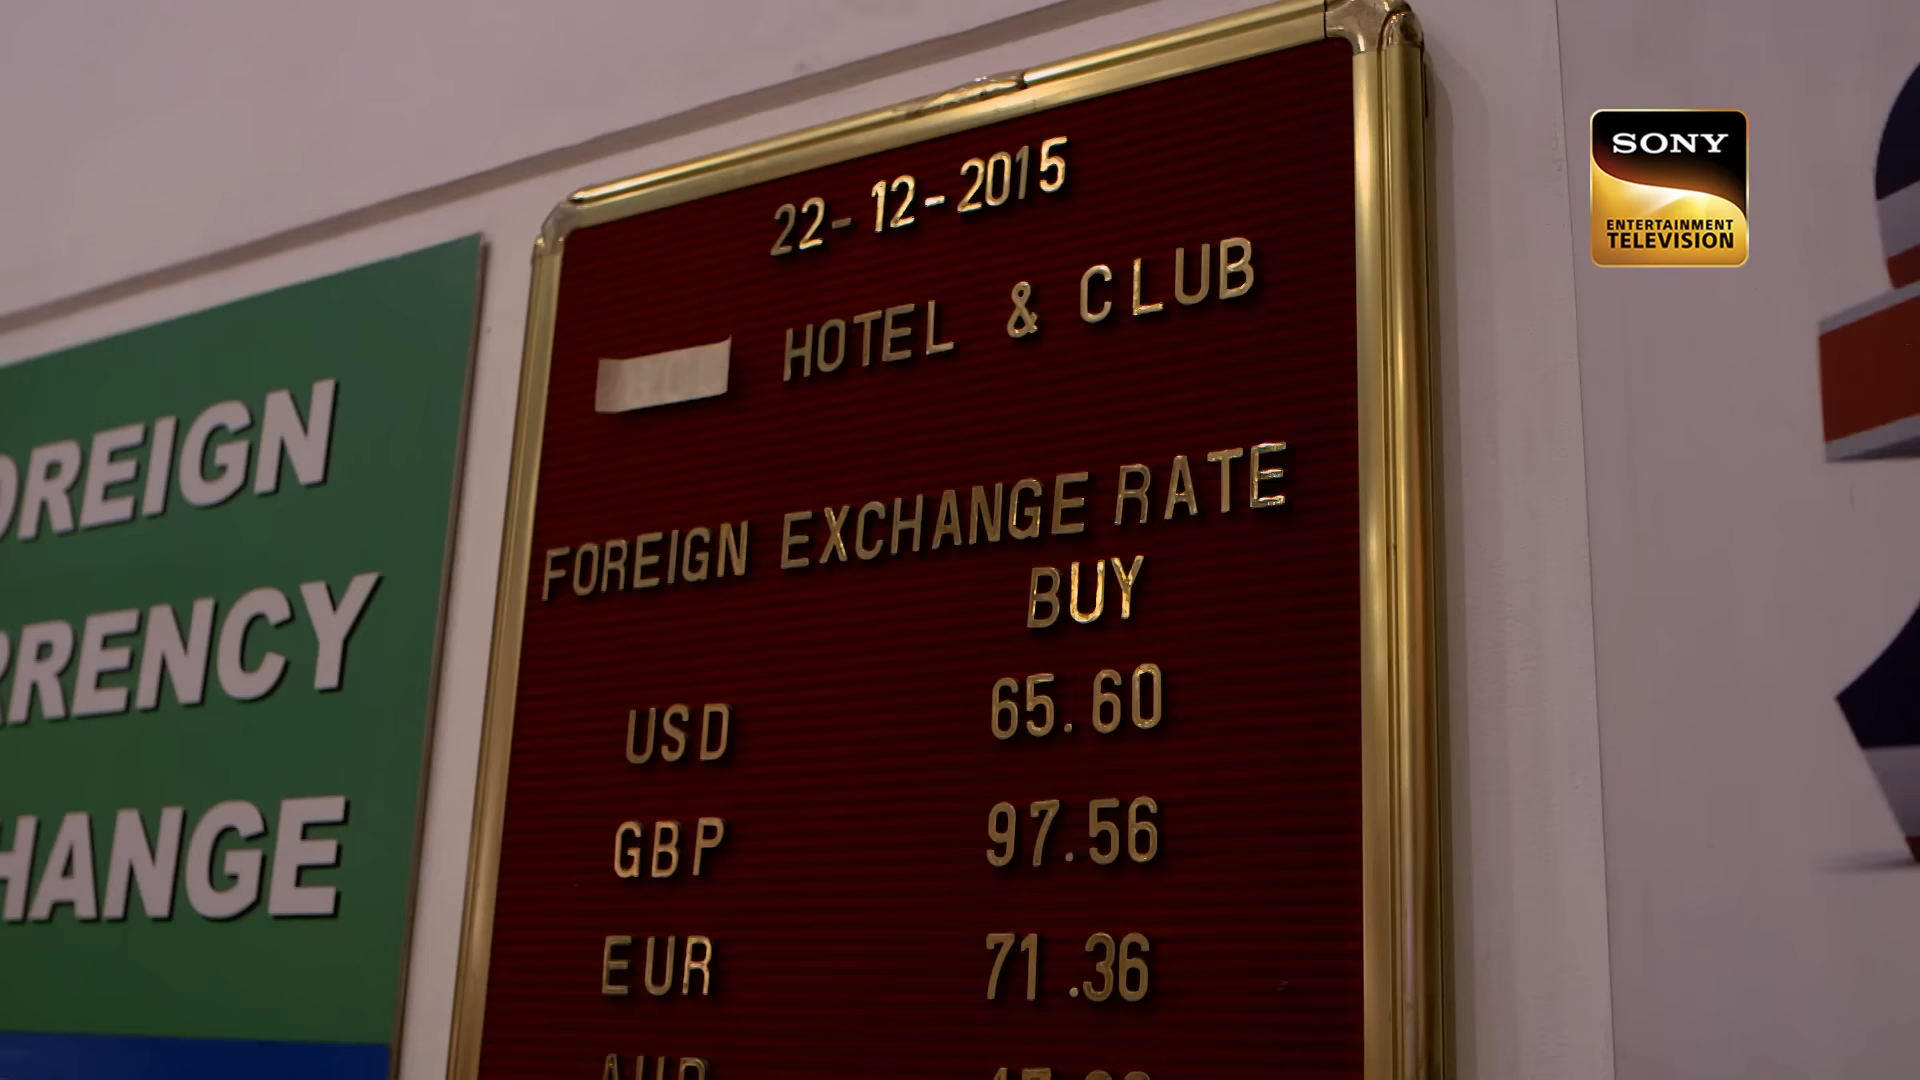 22-12-2015
HOTEL & CLUB
FOREIGN EXCHANGE RATE
BUY
USD 65.60
GBP 97.56
EUR 71.36
OREIGN
RRENCY
HANGE
SONY
ENTERTAINMENT
TELEVISION